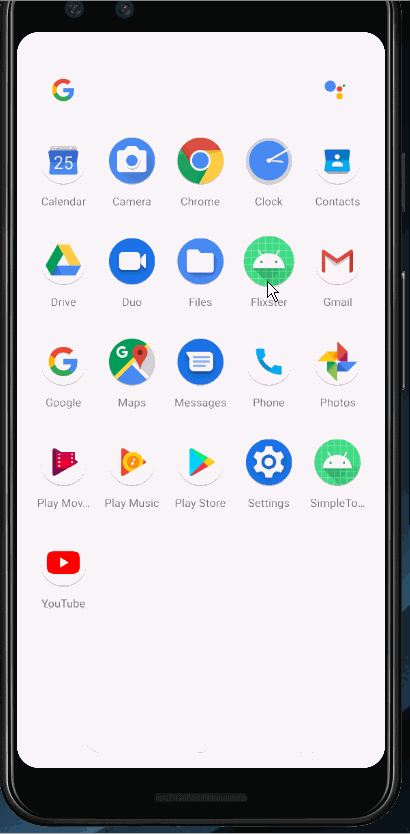 G
25
Calendar Camera Chrome Clock Contacts
Drive Duo Files Flixster Gmail
G G
Google Maps Messages Phone Photos
Play Mov... Play Music Play Store Settings SimpleTo...
YouTube